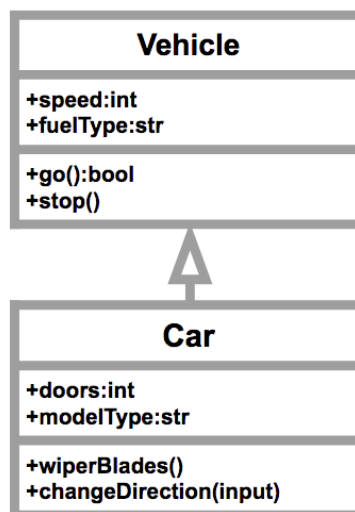 Vehicle
+speed:int
+fuelType:str
+go():bool
+stop()
Car
+doors:int
+modelType:str
+wiperBlades()
+changeDirection(input)